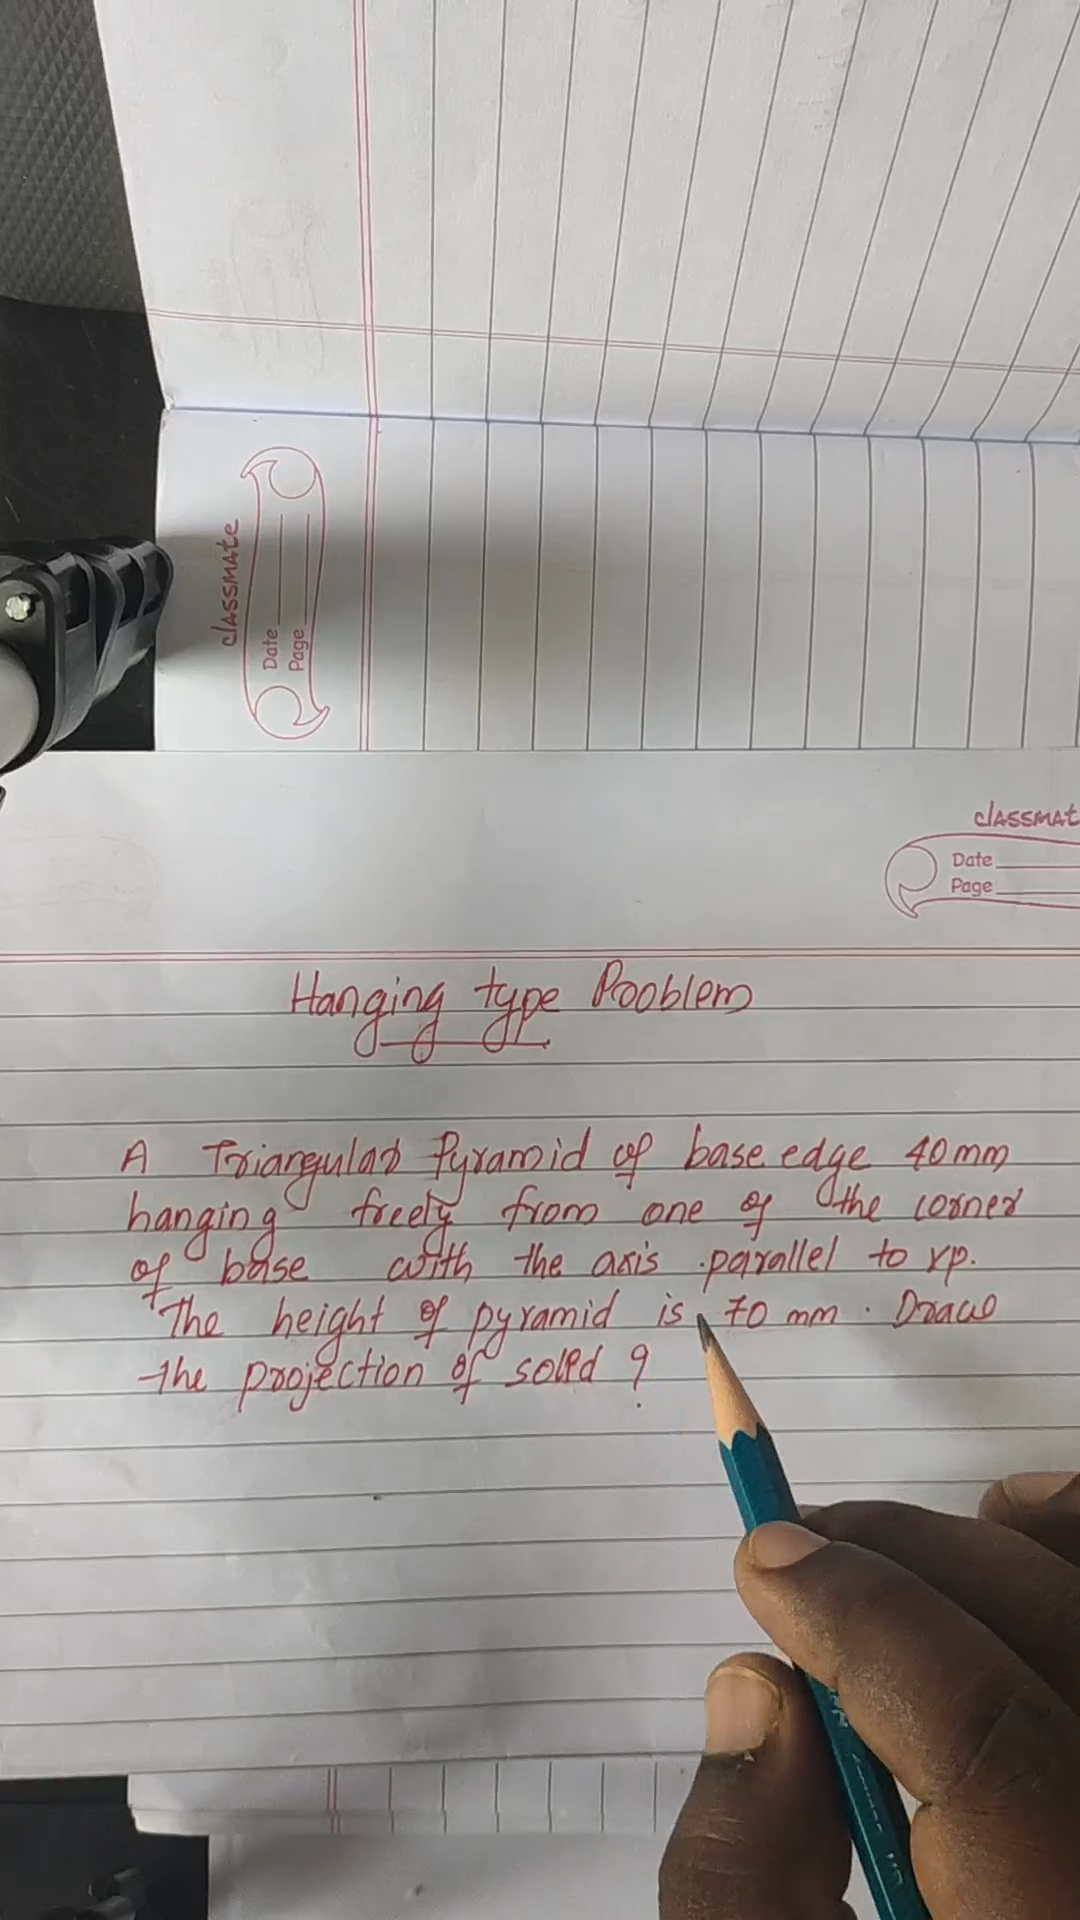 classmate
Date
Page
classmat
Date
Page
Hanging type Problem
A Triangular Pyramid of base edge 40mm
hanging freely from one of the corner
of base with the axis parallel to VP.
The height of pyramid is 70 mm. Draw
the projection of solid ?